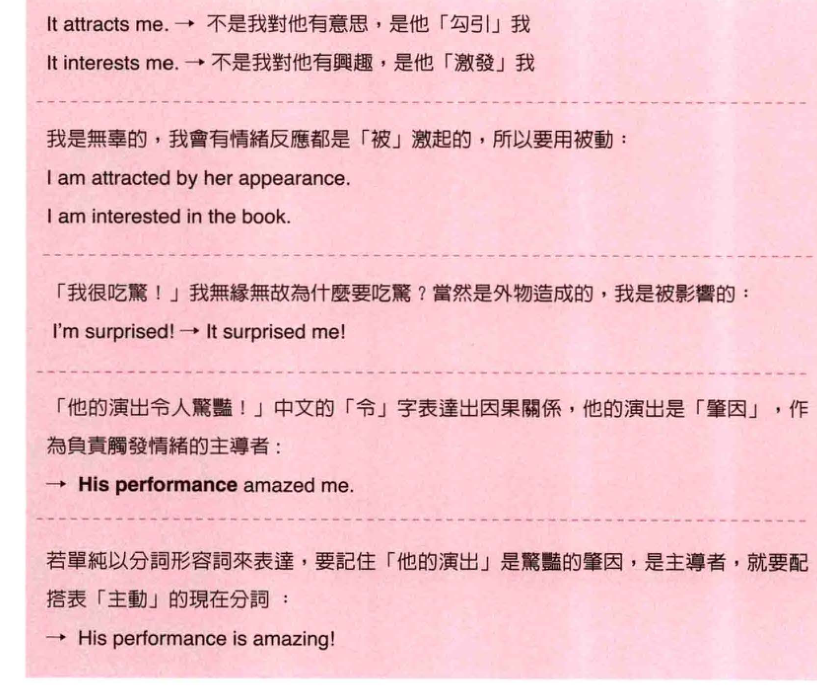 It attracts me. → 不是我對他有意思，是他「勾引」我
It interests me. → 不是我對他有興趣，是他「激發」我
我是無辜的，我會有情緒反應都是「被」激起的，所以要用被動：
I am attracted by her appearance.
I am interested in the book.
「我很吃驚！」我無緣無故為什麼要吃驚？當然是外物造成的，我是被影響的：
I'm surprised! → It surprised me!
「他的演出令人驚豔！」中文的「令」字表達出因果關係，他的演出是「肇因」，作
為負責觸發情緒的主導者：
→ His performance amazed me.
若單純以分詞形容詞來表達，要記住「他的演出」是驚豔的肇因，是主導者，就要配
搭表「主動」的現在分詞：
→ His performance is amazing!